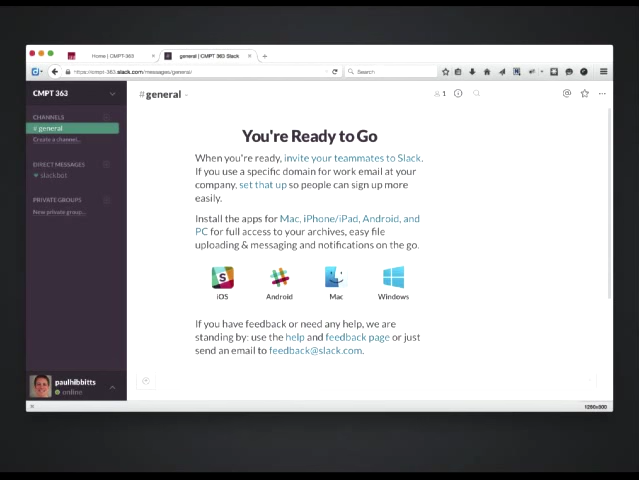 Home | CMPT-363
general | CMPT 363 Slack
https://cmpt-363.slack.com/messages/general/
Search
CMPT 363
#general
1
CHANNELS
# general
Create a channel...
DIRECT MESSAGES
slackbot
PRIVATE GROUPS
New private group...
You're Ready to Go
When you're ready, invite your teammates to Slack.
If you use a specific domain for work email at your
company, set that up so people can sign up more
easily.
Install the apps for Mac, iPhone/iPad, Android, and
PC for full access to your archives, easy file
uploading & messaging and notifications on the go.
iOS
Android
Mac
Windows
If you have feedback or need any help, we are
standing by: use the help and feedback page or just
send an email to feedback@slack.com.
paulhibbitts
online